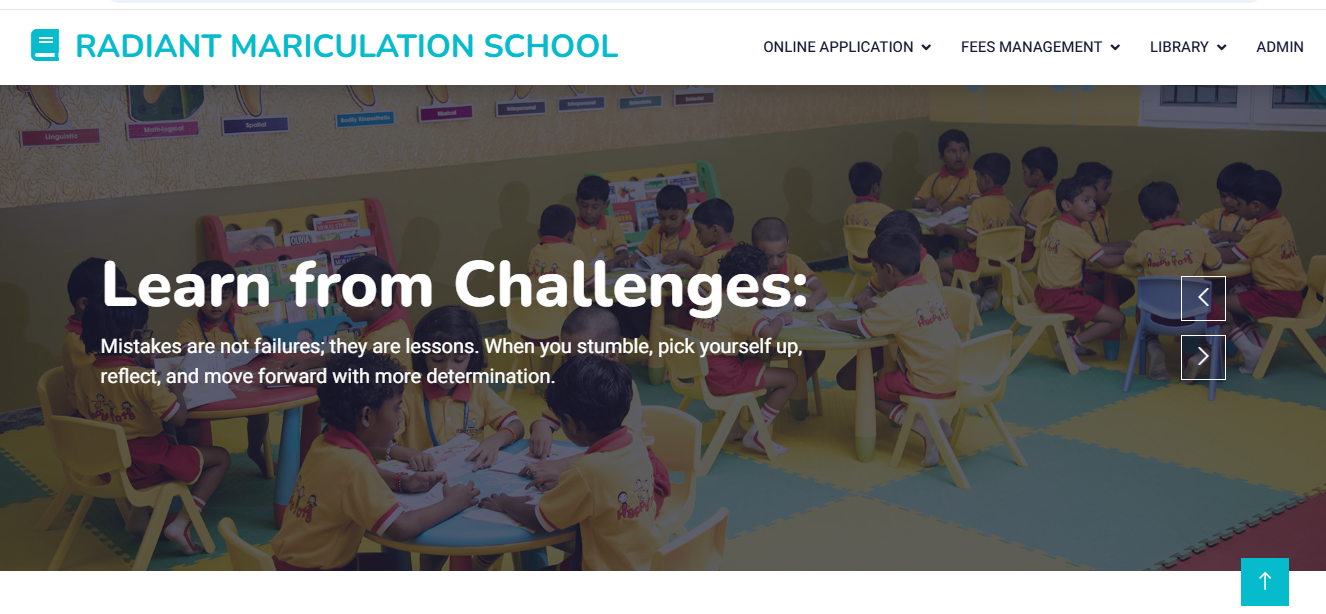 RADIANT MARICULATION SCHOOL
ONLINE APPLICATION
FEES MANAGEMENT
LIBRARY
ADMIN
Linguistic
Math-logical
Spatial
Bodily Kinaesthetic
Musical
Interpersonal
Intrapersonal
Learn from Challenges:
Mistakes are not failures; they are lessons. When you stumble, pick yourself up,
reflect, and move forward with more determination.